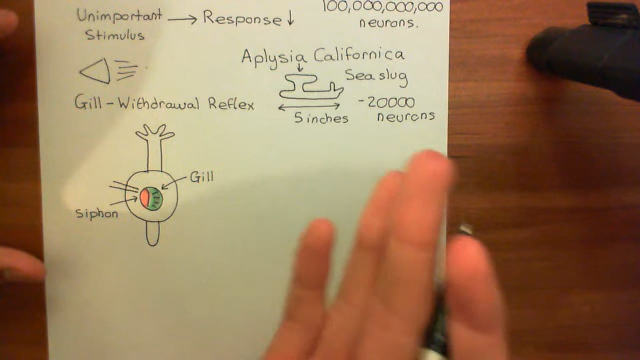 Unimportant → Response ↓
Stimulus
100,000,000,000
neurons.
Aplysia Californica
Sea slug
Gill-Withdrawal Reflex
5 inches
~20000
neurons
Gill
Siphon